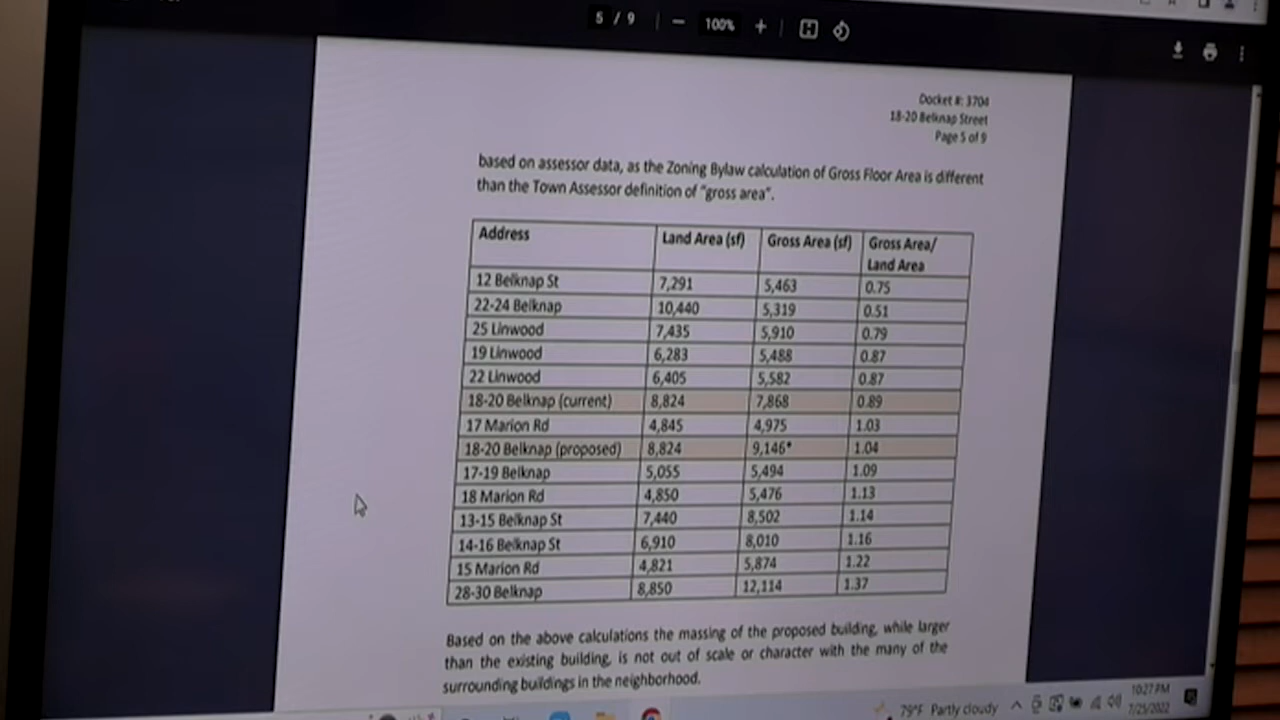 5 / 9
100%
Docket #: 3704
18-20 Belknap Street
Page 5 of 9
based on assessor data, as the Zoning Bylaw calculation of Gross Floor Area is different
than the Town Assessor definition of "gross area".
Address Land Area (sf) Gross Area (sf) Gross Area/ Land Area
12 Belknap St 7,291 5,463 0.75
22-24 Belknap 10,440 5,319 0.51
25 Linwood 7,435 5,910 0.79
19 Linwood 6,283 5,488 0.87
22 Linwood 6,405 5,582 0.87
18-20 Belknap (current) 8,824 7,868 0.89
17 Marion Rd 4,845 4,975 1.03
18-20 Belknap (proposed) 8,824 9,146* 1.04
17-19 Belknap 5,055 5,494 1.09
18 Marion Rd 4,850 5,476 1.13
13-15 Belknap St 7,440 8,502 1.14
14-16 Belknap St 6,910 8,010 1.16
15 Marion Rd 4,821 5,874 1.22
28-30 Belknap 8,850 12,114 1.37
Based on the above calculations the massing of the proposed building, while larger
than the existing building, is not out of scale or character with the many of the
surrounding buildings in the neighborhood.
79°F Partly cloudy
10:27 PM
7/25/2022